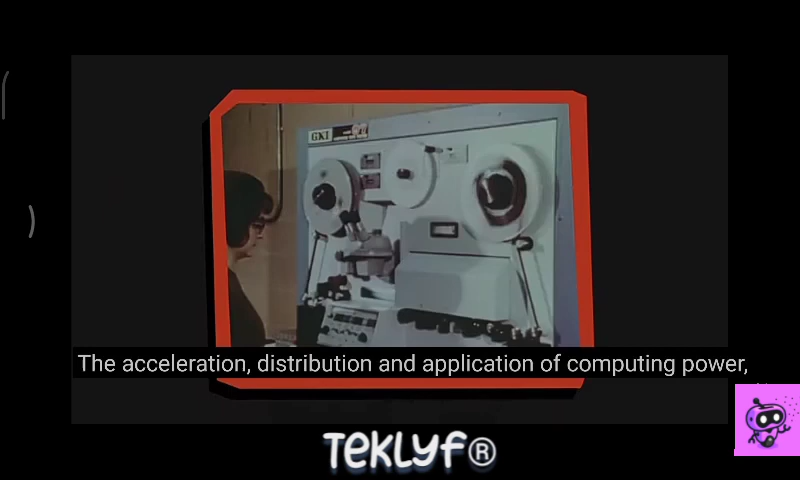 GKI
The acceleration, distribution and application of computing power,
TEKLYF®